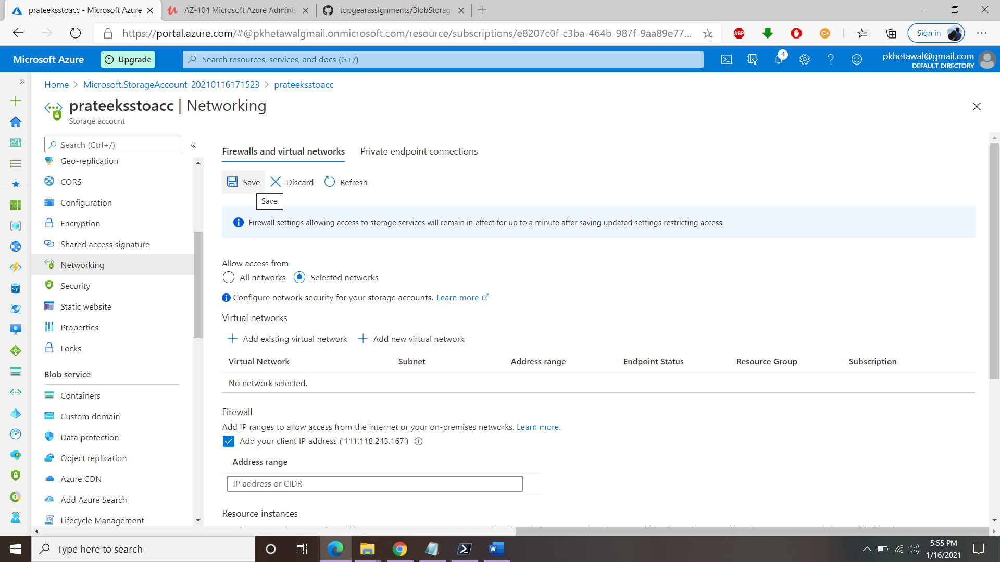 prateeksstoacc - Microsoft Azure
AZ-104 Microsoft Azure Adminis
topgearassignments/BlobStorag
https://portal.azure.com/#@pkhetawalgmail.onmicrosoft.com/resource/subscriptions/e8207c0f-c3ba-464b-987f-9aa89e77...
ABP
C+
Sign in
Microsoft Azure
Upgrade
Search resources, services, and docs (G+/)
4
pkhetawal@gmail.com
DEFAULT DIRECTORY
Home > Microsoft.StorageAccount-20210116171523 > prateeksstoacc
prateeksstoacc | Networking
Storage account
Search (Ctrl+/)
Geo-replication
CORS
Configuration
Encryption
Shared access signature
Networking
Security
Static website
Properties
Locks
Blob service
Containers
Custom domain
Data protection
Object replication
Azure CDN
Add Azure Search
Lifecycle Management
SQL
Firewalls and virtual networks
Private endpoint connections
Save
Discard
Refresh
Save
Firewall settings allowing access to storage services will remain in effect for up to a minute after saving updated settings restricting access.
Allow access from
All networks
Selected networks
Configure network security for your storage accounts. Learn more
Virtual networks
Add existing virtual network
Add new virtual network
Virtual Network Subnet Address range Endpoint Status Resource Group Subscription
No network selected.
Firewall
Add IP ranges to allow access from the internet or your on-premises networks. Learn more.
Add your client IP address ('111.118.243.167')
Address range
IP address or CIDR
Resource instances
Type here to search
5:55 PM
1/16/2021